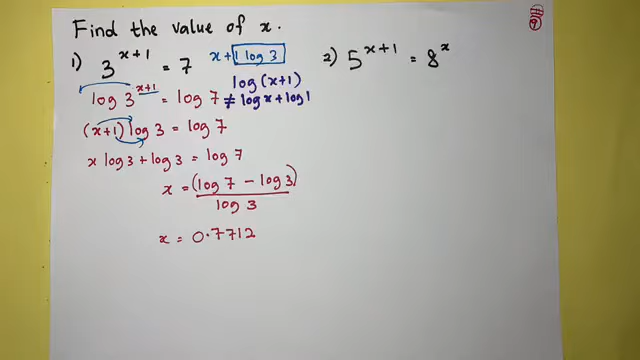 Find the value of x.
1) 3^(x+1) = 7
x+1 log 3
log 3^(x+1) = log 7
log (x+1)
≠ log x + log 1
(x+1) log 3 = log 7
x log 3 + log 3 = log 7
x = (log 7 - log 3)
log 3
x = 0.7712
2) 5^(x+1) = 8^x